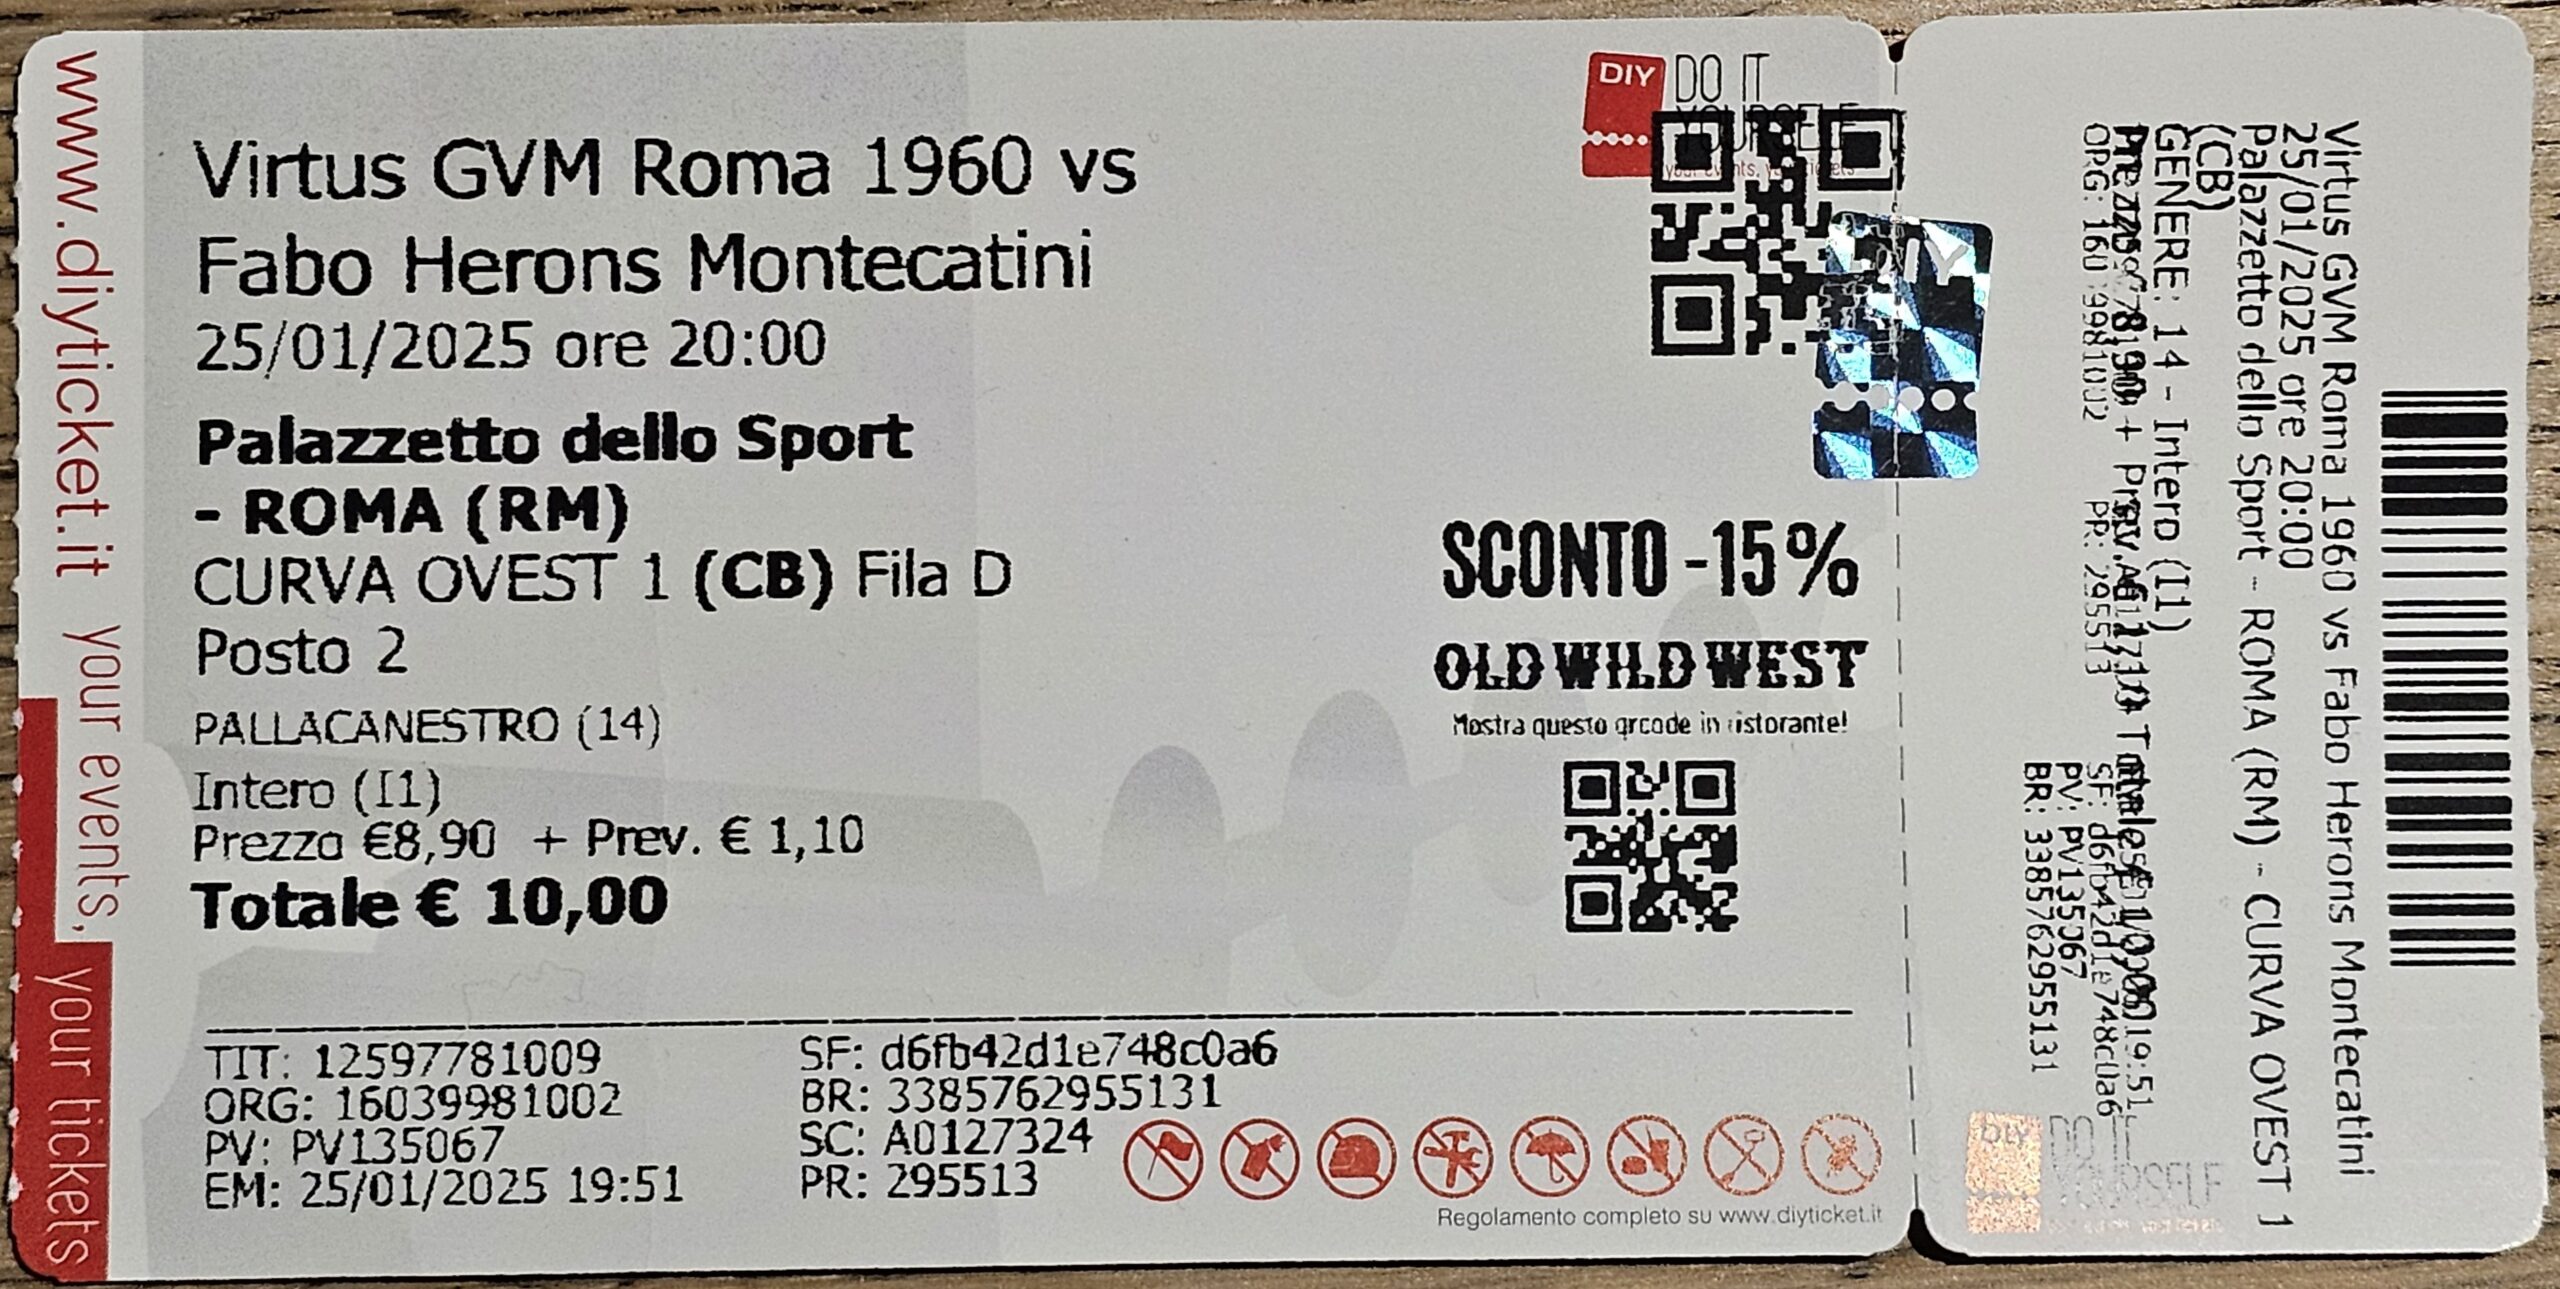 www.diyticket.it your events, your tickets
DIY DO IT
YOURSELF
your events, your tickets
Virtus GVM Roma 1960 vs
Fabo Herons Montecatini
25/01/2025 ore 20:00
Palazzetto dello Sport
- ROMA (RM)
CURVA OVEST 1 (CB) Fila D
Posto 2
PALLACANESTRO (14)
Intero (I1)
Prezzo €8,90 + Prev. € 1,10
Totale € 10,00
SCONTO -15%
OLD WILD WEST
Mostra questo qrcode in ristorante!
TIT: 12597781009
ORG: 16039981002
PV: PV135067
EM: 25/01/2025 19:51
SF: d6fb42d1e748c0a6
BR: 3385762955131
SC: A0127324
PR: 295513
Regolamento completo su www.diyticket.it
Virtus GVM Roma 1960 vs Fabo Herons Montecatini
25/01/2025 ore 20:00
Palazzetto dello Sport - ROMA (RM) - CURVA OVEST 1
(CB)
GENERE: 14 - Intero (I1)
ORG: 16039981002 PR: 295513
SF: d6fb42d1e748c0a6
PV: PV135067
BR: 3385762955131
DIY DO IT
YOURSELF